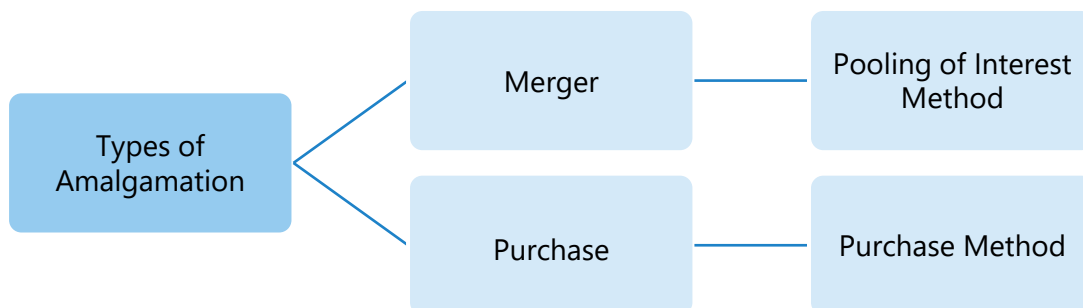 Types of
Amalgamation
Merger
Pooling of Interest
Method
Purchase
Purchase Method